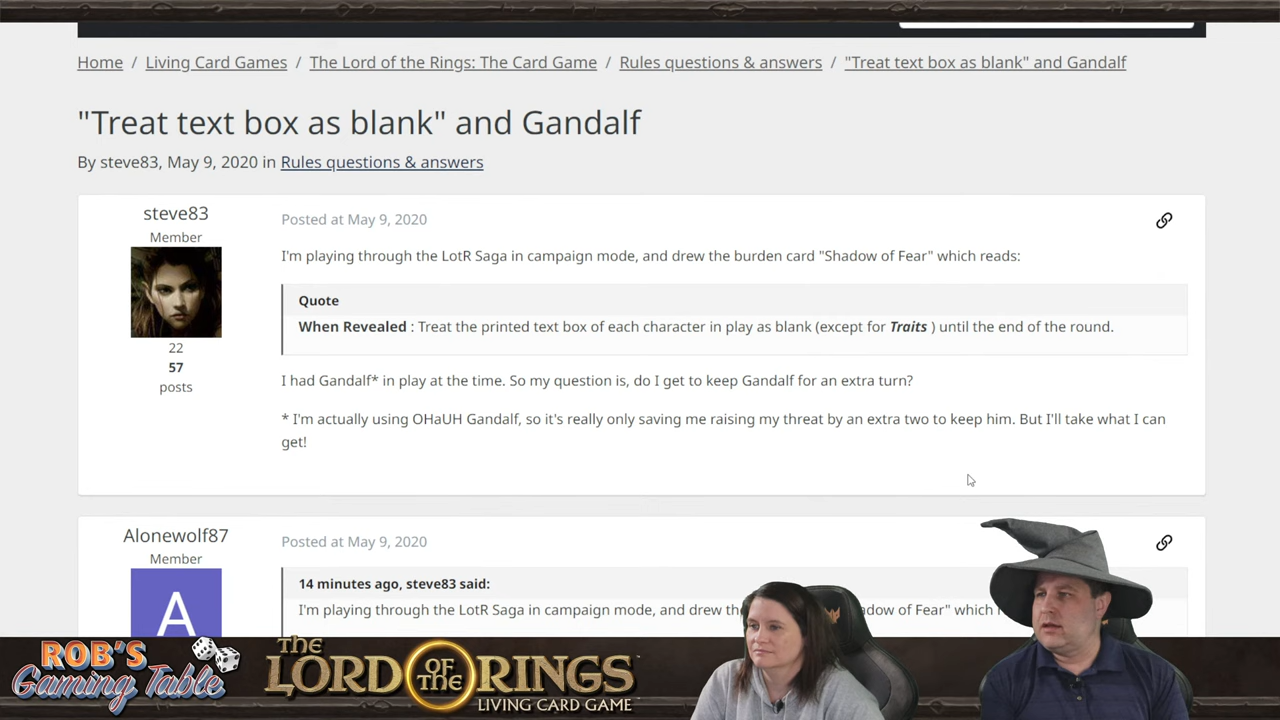 Home / Living Card Games / The Lord of the Rings: The Card Game / Rules questions & answers / "Treat text box as blank" and Gandalf
"Treat text box as blank" and Gandalf
By steve83, May 9, 2020 in Rules questions & answers
steve83
Member
22
57
posts
Posted at May 9, 2020
I'm playing through the LotR Saga in campaign mode, and drew the burden card "Shadow of Fear" which reads:
Quote
When Revealed : Treat the printed text box of each character in play as blank (except for Traits ) until the end of the round.
I had Gandalf* in play at the time. So my question is, do I get to keep Gandalf for an extra turn?
* I'm actually using OHaUH Gandalf, so it's really only saving me raising my threat by an extra two to keep him. But I'll take what I can
get!
Alonewolf87
Member
A
Posted at May 9, 2020
14 minutes ago, steve83 said:
I'm playing through the LotR Saga in campaign mode, and drew the
of Fear" which
ROB'S
Gaming Table
THE
LORD OF THE RINGS
LIVING CARD GAME